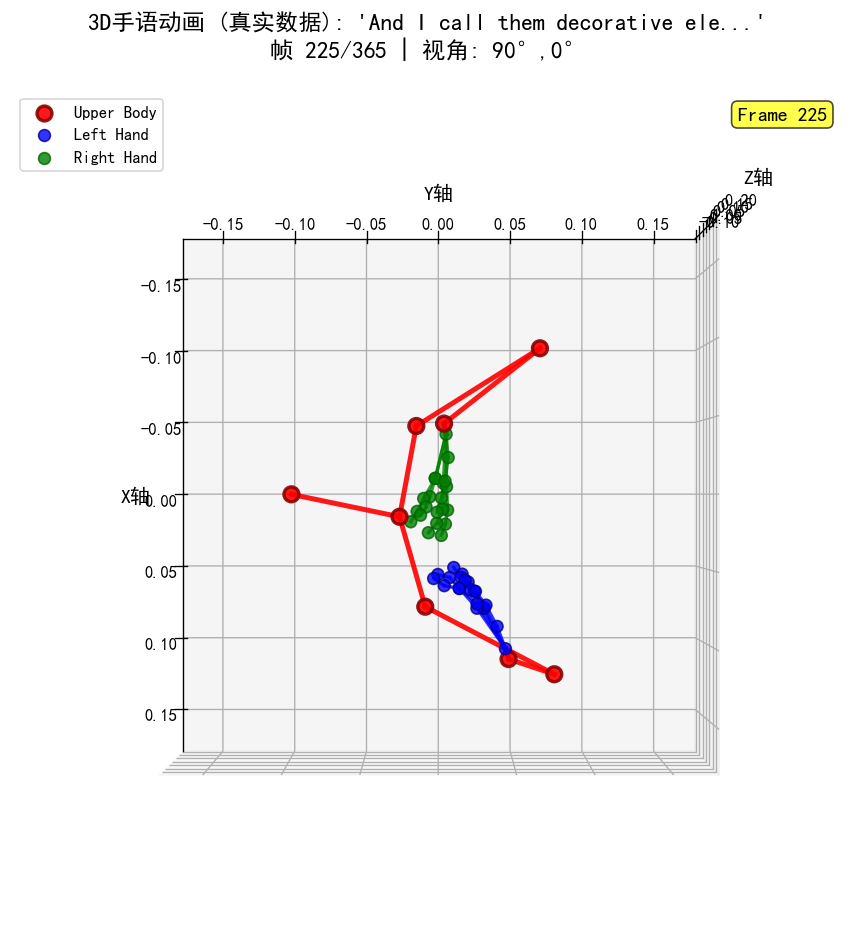 3D手语动画 (真实数据): 'And I call them decorative ele...'
帧 225/365 | 视角: 90°,0°
Upper Body
Left Hand
Right Hand
Frame 225
Z轴
Y轴
−0.15 −0.10 −0.05 0.00 0.05 0.10 0.15
−0.15
−0.10
−0.05
X轴
0.00
0.05
0.10
0.15